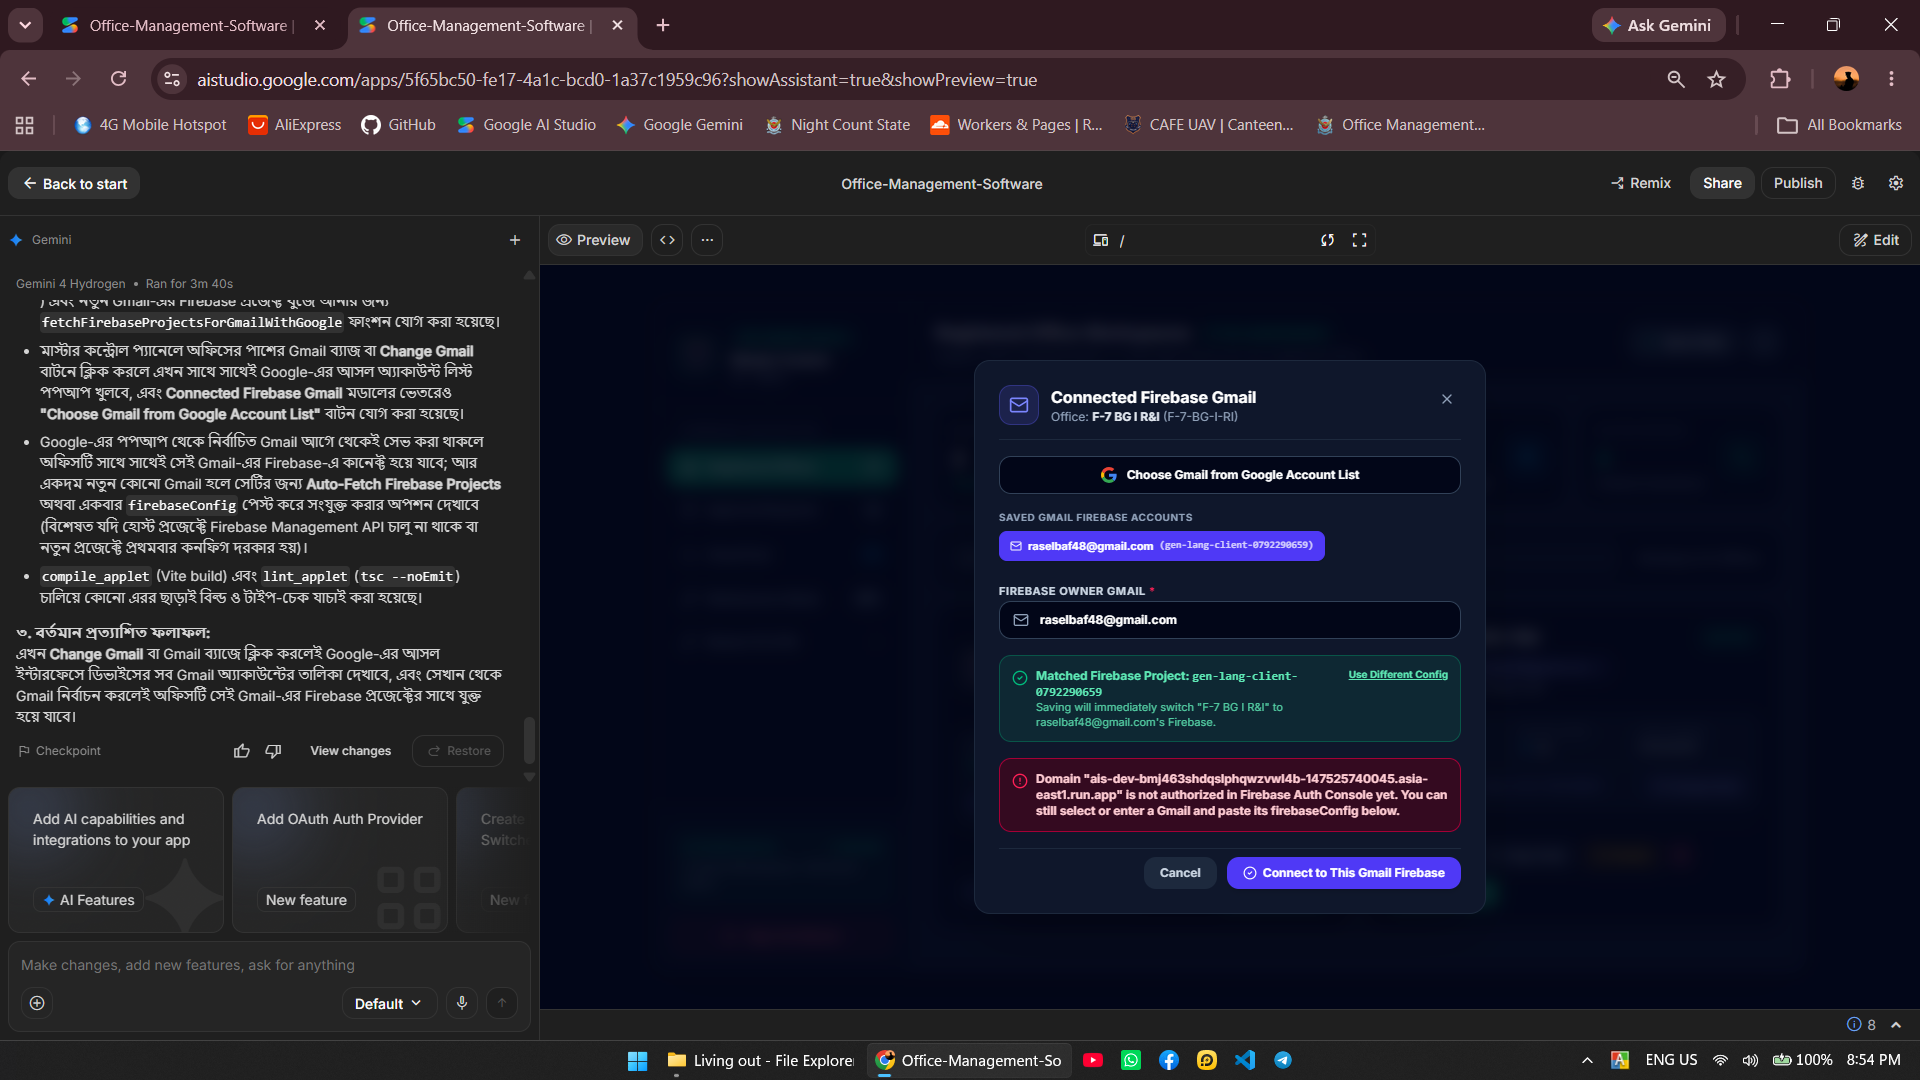 Office-Management-Software |
Office-Management-Software |
Ask Gemini
aistudio.google.com/apps/5f65bc50-fe17-4a1c-bcd0-1a37c1959c96?showAssistant=true&showPreview=true
4G Mobile Hotspot
AliExpress
GitHub
Google AI Studio
Google Gemini
Night Count State
Workers & Pages | R...
CAFE UAV | Canteen...
Office Management...
All Bookmarks
Back to start
Office-Management-Software
Remix
Share
Publish
Gemini
Preview
/
Edit
Gemini 4 Hydrogen • Ran for 3m 40s
) এবং নতুন Gmail-এর Firebase প্রজেক্ট খুঁজে আনার জন্য
fetchFirebaseProjectsForGmailWithGoogle ফাংশন যোগ করা হয়েছে।
• মাস্টার কন্ট্রোল প্যানেলে অফিসের পাশের Gmail ব্যাজ বা Change Gmail
বাটনে ক্লিক করলে এখন সাথে সাথেই Google-এর আসল অ্যাকাউন্ট লিস্ট
পপআপ খুলবে, এবং Connected Firebase Gmail মডালের ভেতরেও
"Choose Gmail from Google Account List" বাটন যোগ করা হয়েছে।
• Google-এর পপআপ থেকে নির্বাচিত Gmail আগে থেকেই সেভ করা থাকলে
অফিসটি সাথে সাথেই সেই Gmail-এর Firebase-এ কানেক্ট হয়ে যাবে; আর
একদম নতুন কোনো Gmail হলে সেটির জন্য Auto-Fetch Firebase Projects
অথবা একবার firebaseConfig পেস্ট করে সংযুক্ত করার অপশন দেখাবে
(বিশেষত যদি হোস্ট প্রজেক্টে Firebase Management API চালু না থাকে বা
নতুন প্রজেক্টে প্রথমবার কনফিগ দরকার হয়)।
• compile_applet (Vite build) এবং lint_applet (tsc --noEmit)
চালিয়ে কোনো এরর ছাড়াই বিল্ড ও টাইপ-চেক যাচাই করা হয়েছে।
৩. বর্তমান প্রত্যাশিত ফলাফল:
এখন Change Gmail বা Gmail ব্যাজে ক্লিক করলেই Google-এর আসল
ইন্টারফেসে ডিভাইসের সব Gmail অ্যাকাউন্টের তালিকা দেখাবে, এবং সেখান থেকে
Gmail নির্বাচন করলেই অফিসটি সেই Gmail-এর Firebase প্রজেক্টের সাথে যুক্ত
হয়ে যাবে।
Checkpoint
View changes
Restore
Add AI capabilities and
integrations to your app
AI Features
Add OAuth Auth Provider
New feature
Create
Switch
New
Make changes, add new features, ask for anything
Default
Connected Firebase Gmail
Office: F-7 BG I R&I (F-7-BG-I-RI)
Choose Gmail from Google Account List
SAVED GMAIL FIREBASE ACCOUNTS
raselbaf48@gmail.com (gen-lang-client-0792290659)
FIREBASE OWNER GMAIL *
raselbaf48@gmail.com
Matched Firebase Project: gen-lang-client-
0792290659
Use Different Config
Saving will immediately switch "F-7 BG I R&I" to
raselbaf48@gmail.com's Firebase.
Domain "ais-dev-bmj463shdqslphqwzvwl4b-147525740045.asia-
east1.run.app" is not authorized in Firebase Auth Console yet. You can
still select or enter a Gmail and paste its firebaseConfig below.
Cancel
Connect to This Gmail Firebase
8
Living out - File Explorer
Office-Management-So
ENG US
100%
8:54 PM